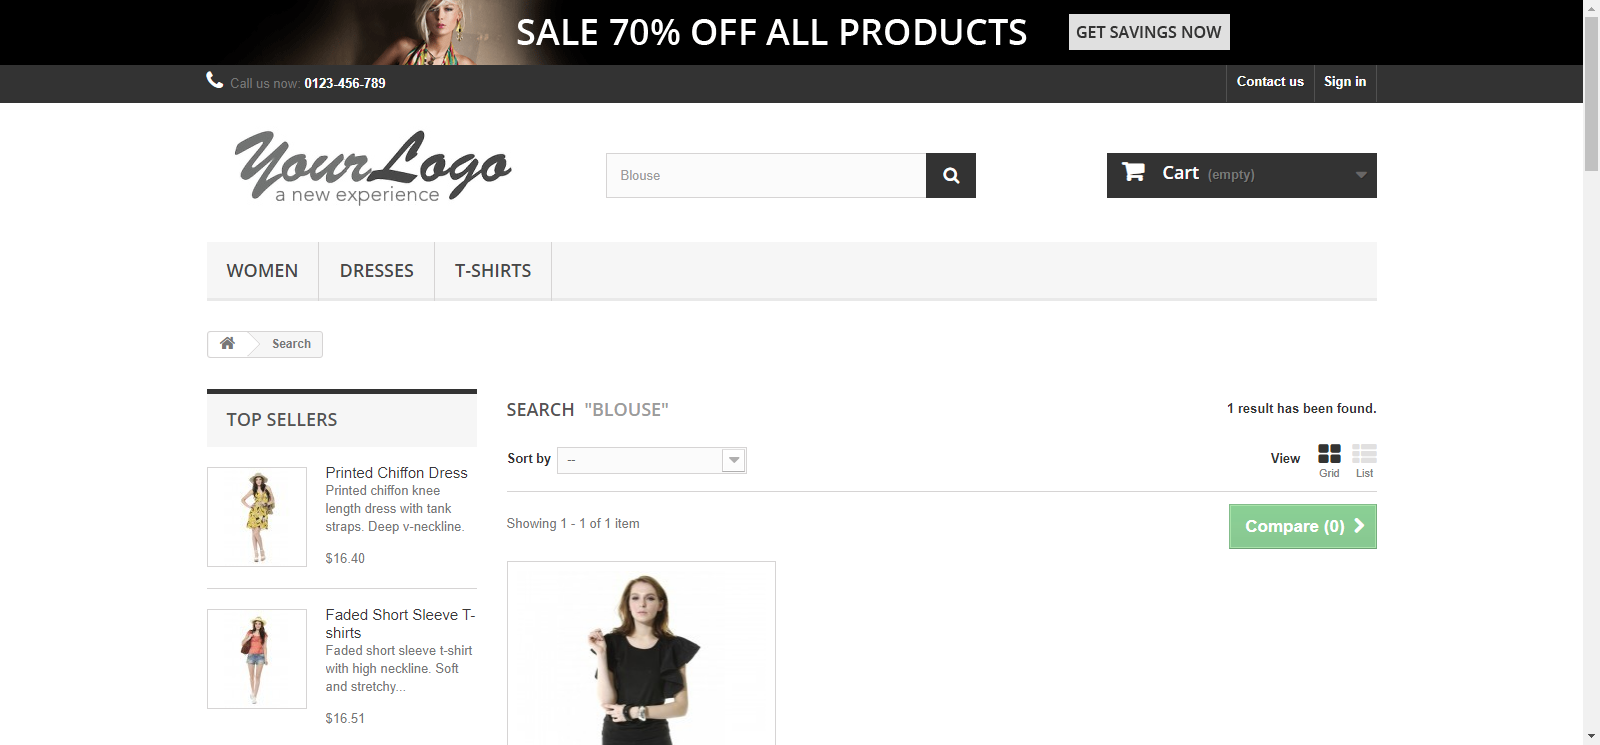 SALE 70% OFF ALL PRODUCTS
GET SAVINGS NOW
Call us now: 0123-456-789
Contact us
Sign in
YourLogo
a new experience
Blouse
Cart (empty)
WOMEN
DRESSES
T-SHIRTS
Search
TOP SELLERS
Printed Chiffon Dress
Printed chiffon knee
length dress with tank
straps. Deep v-neckline.
$16.40
Faded Short Sleeve T-
shirts
Faded short sleeve t-shirt
with high neckline. Soft
and stretchy...
$16.51
SEARCH "BLOUSE"
1 result has been found.
Sort by
--
View
Grid
List
Showing 1 - 1 of 1 item
Compare (0)